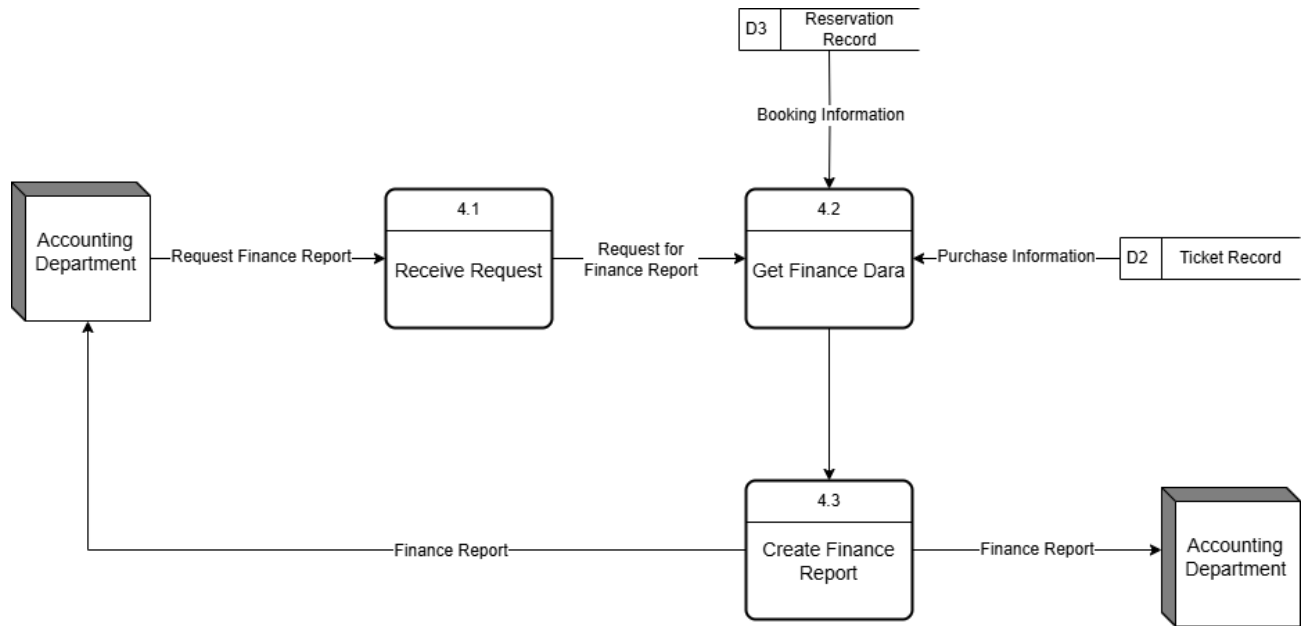 D3
Reservation
Record
Booking Information
4.1
4.2
Accounting
Department
Request Finance Report
Receive Request
Request for
Finance Report
Get Finance Dara
Purchase Information
D2
Ticket Record
4.3
Finance Report
Create Finance
Report
Finance Report
Accounting
Department